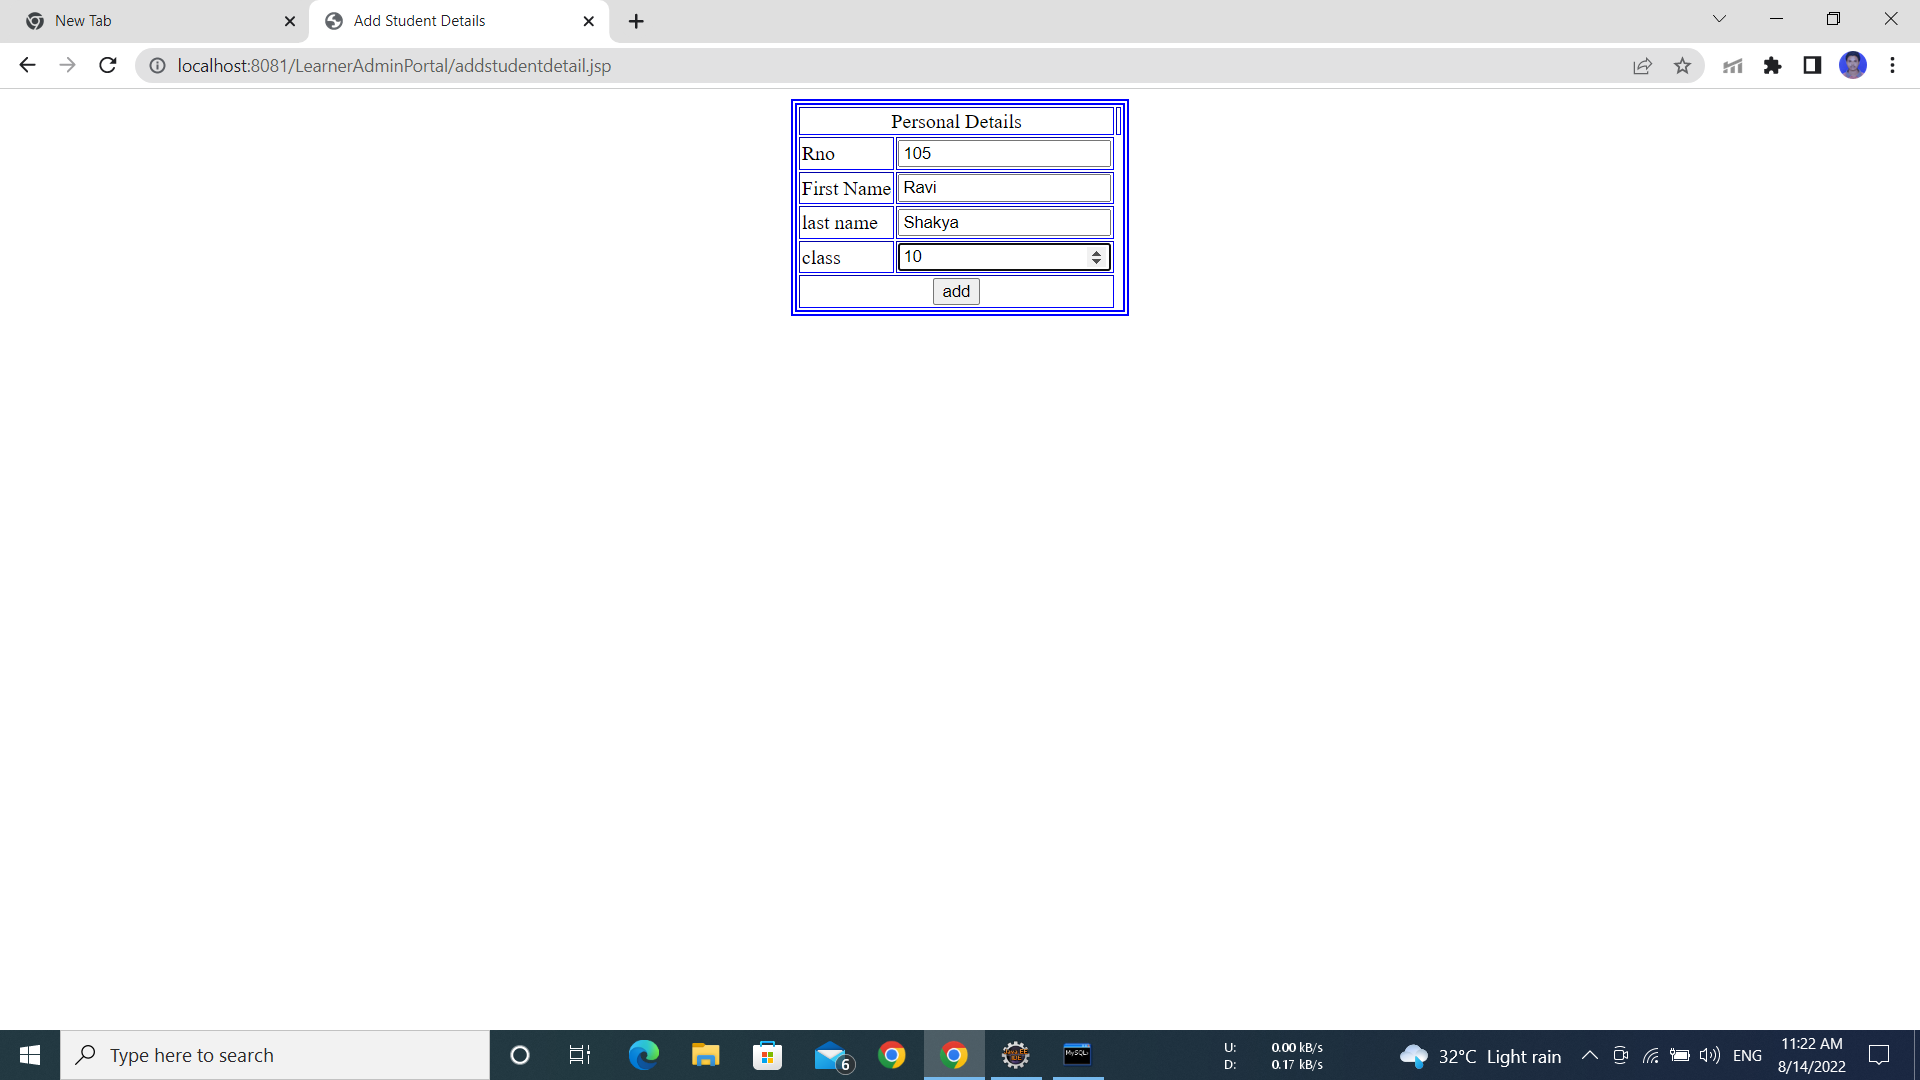 New Tab
Add Student Details
localhost:8081/LearnerAdminPortal/addstudentdetail.jsp
Personal Details
Rno 105
First Name Ravi
last name Shakya
class 10
add
Type here to search
6
MySQL
U: 0.00 kB/s
D: 0.17 kB/s
32°C Light rain
ENG
11:22 AM
8/14/2022